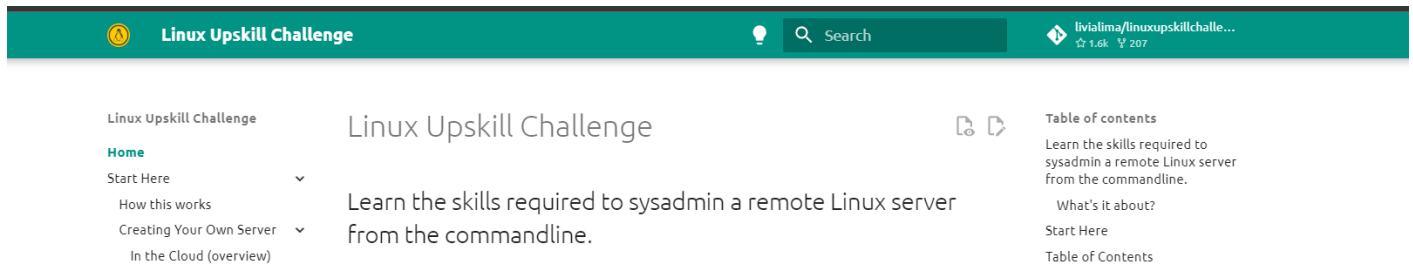 Linux Upskill Challenge
Search
livialima/linuxupskillchalle...
1.6k 207
Linux Upskill Challenge
Home
Start Here
How this works
Creating Your Own Server
In the Cloud (overview)
Linux Upskill Challenge
Learn the skills required to sysadmin a remote Linux server
from the commandline.
Table of contents
Learn the skills required to
sysadmin a remote Linux server
from the commandline.
What's it about?
Start Here
Table of Contents